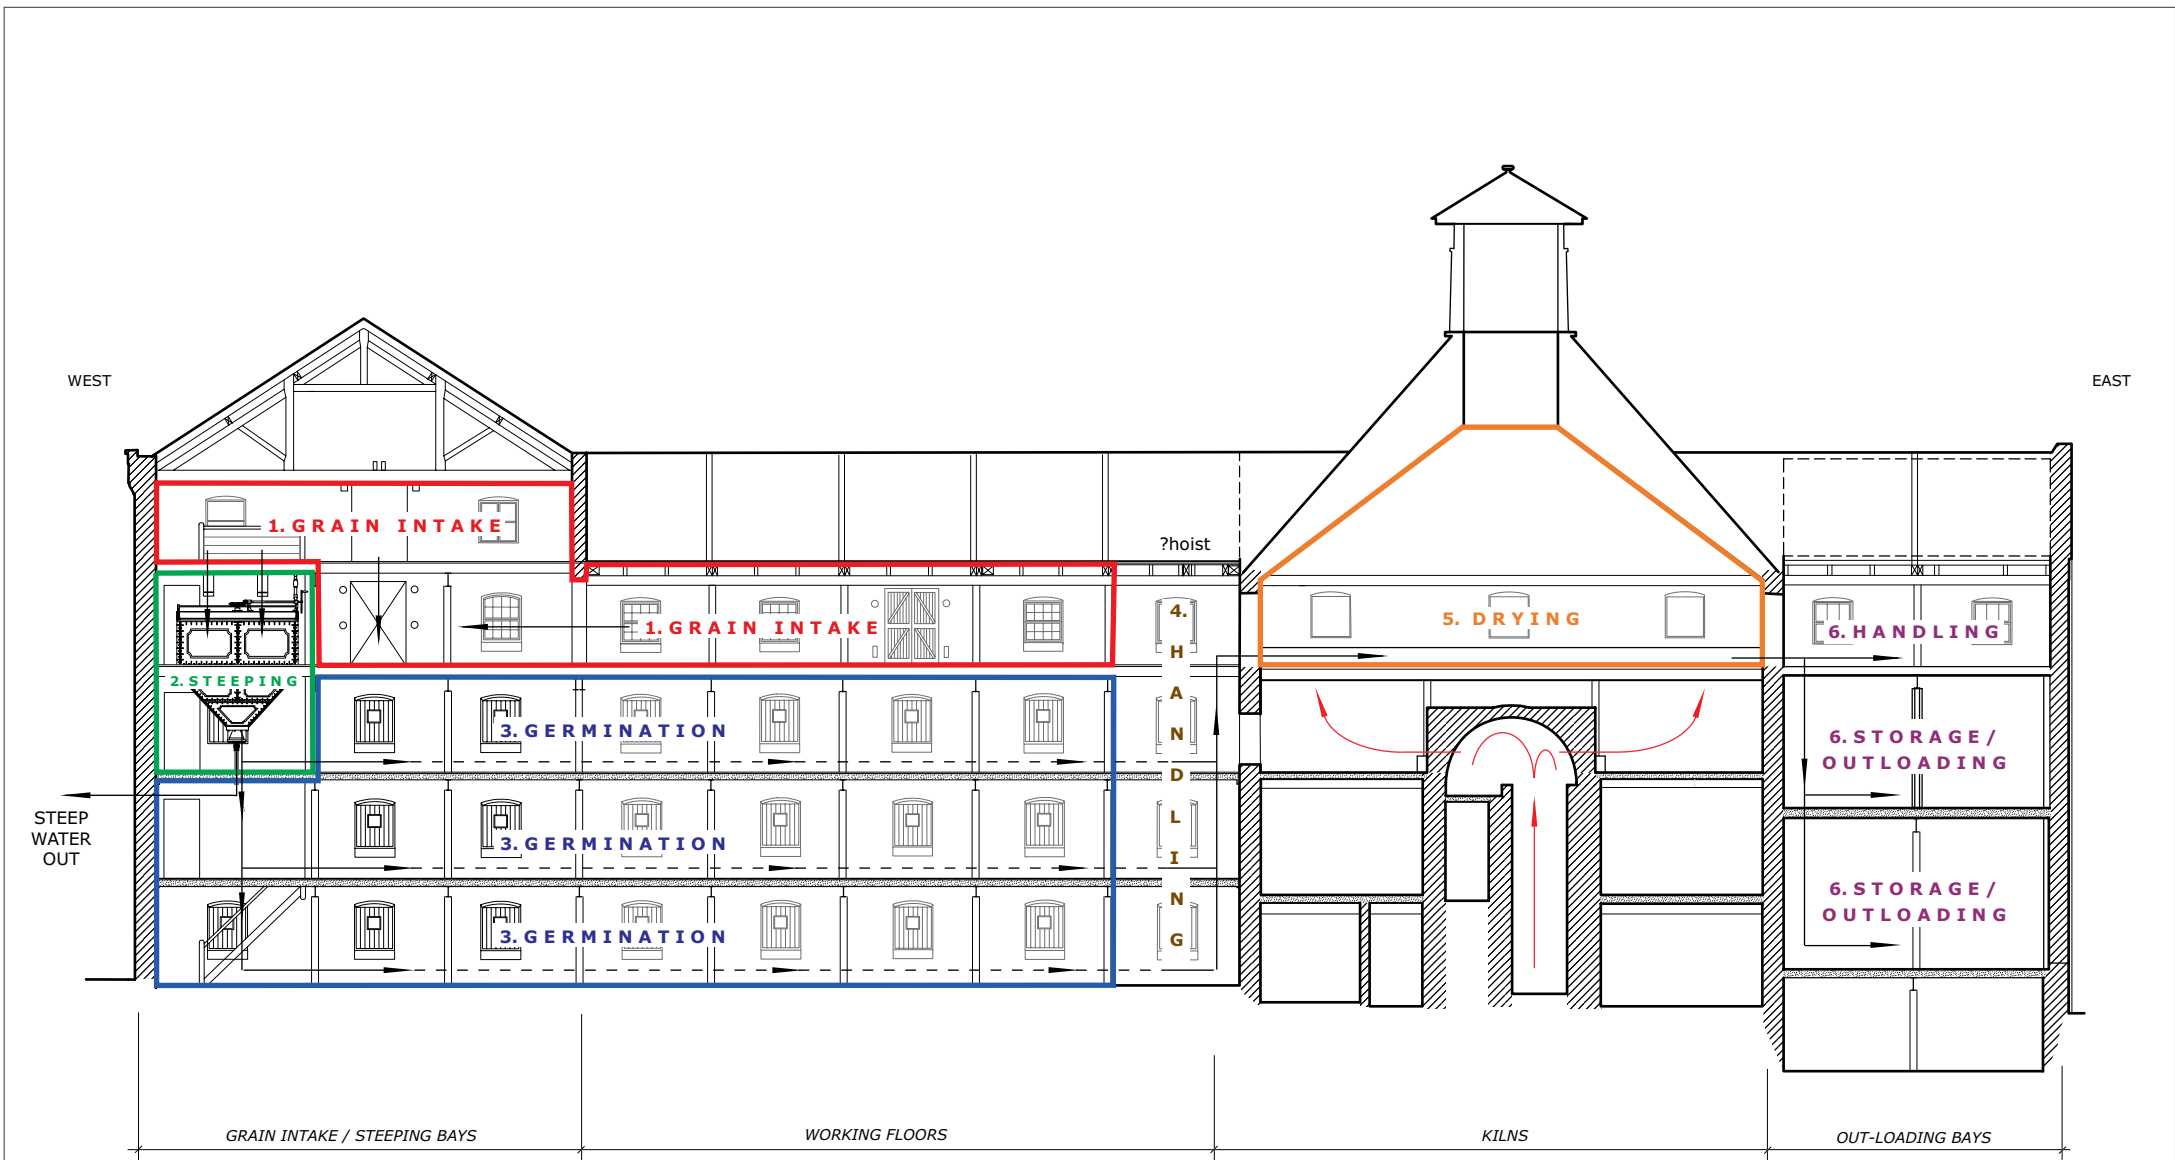 WEST
EAST
1. GRAIN INTAKE
?hoist
1. GRAIN INTAKE
2. STEEPING
3. GERMINATION
3. GERMINATION
3. GERMINATION
STEEP
WATER
OUT
4.
H
A
N
D
L
I
N
G
5. DRYING
6. HANDLING
6. STORAGE/
OUTLOADING
6. STORAGE/
OUTLOADING
GRAIN INTAKE / STEEPING BAYS
WORKING FLOORS
KILNS
OUT-LOADING BAYS